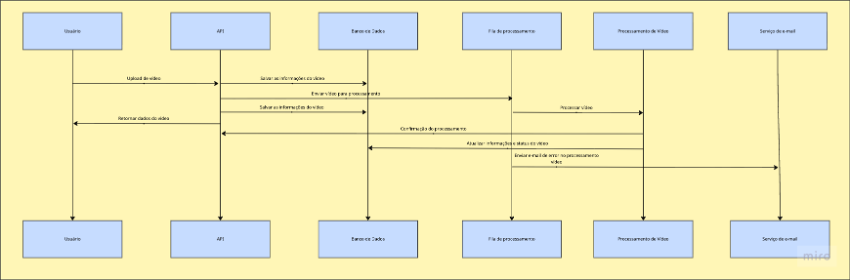 Usuário
API
Banco de Dados
Fila de processamento
Processamento de Vídeo
Serviço de e-mail
Upload de vídeo
Salvar as informações do vídeo
Enviar vídeo para processamento
Salvar as informações do vídeo
Processar vídeo
Retornar dados do vídeo
Confirmação do processamento
Atualizar informações e status do vídeo
Enviar e-mail de error no processamento
vídeo
Usuário
API
Banco de Dados
Fila de processamento
Processamento de Vídeo
Serviço de e-mail
miro